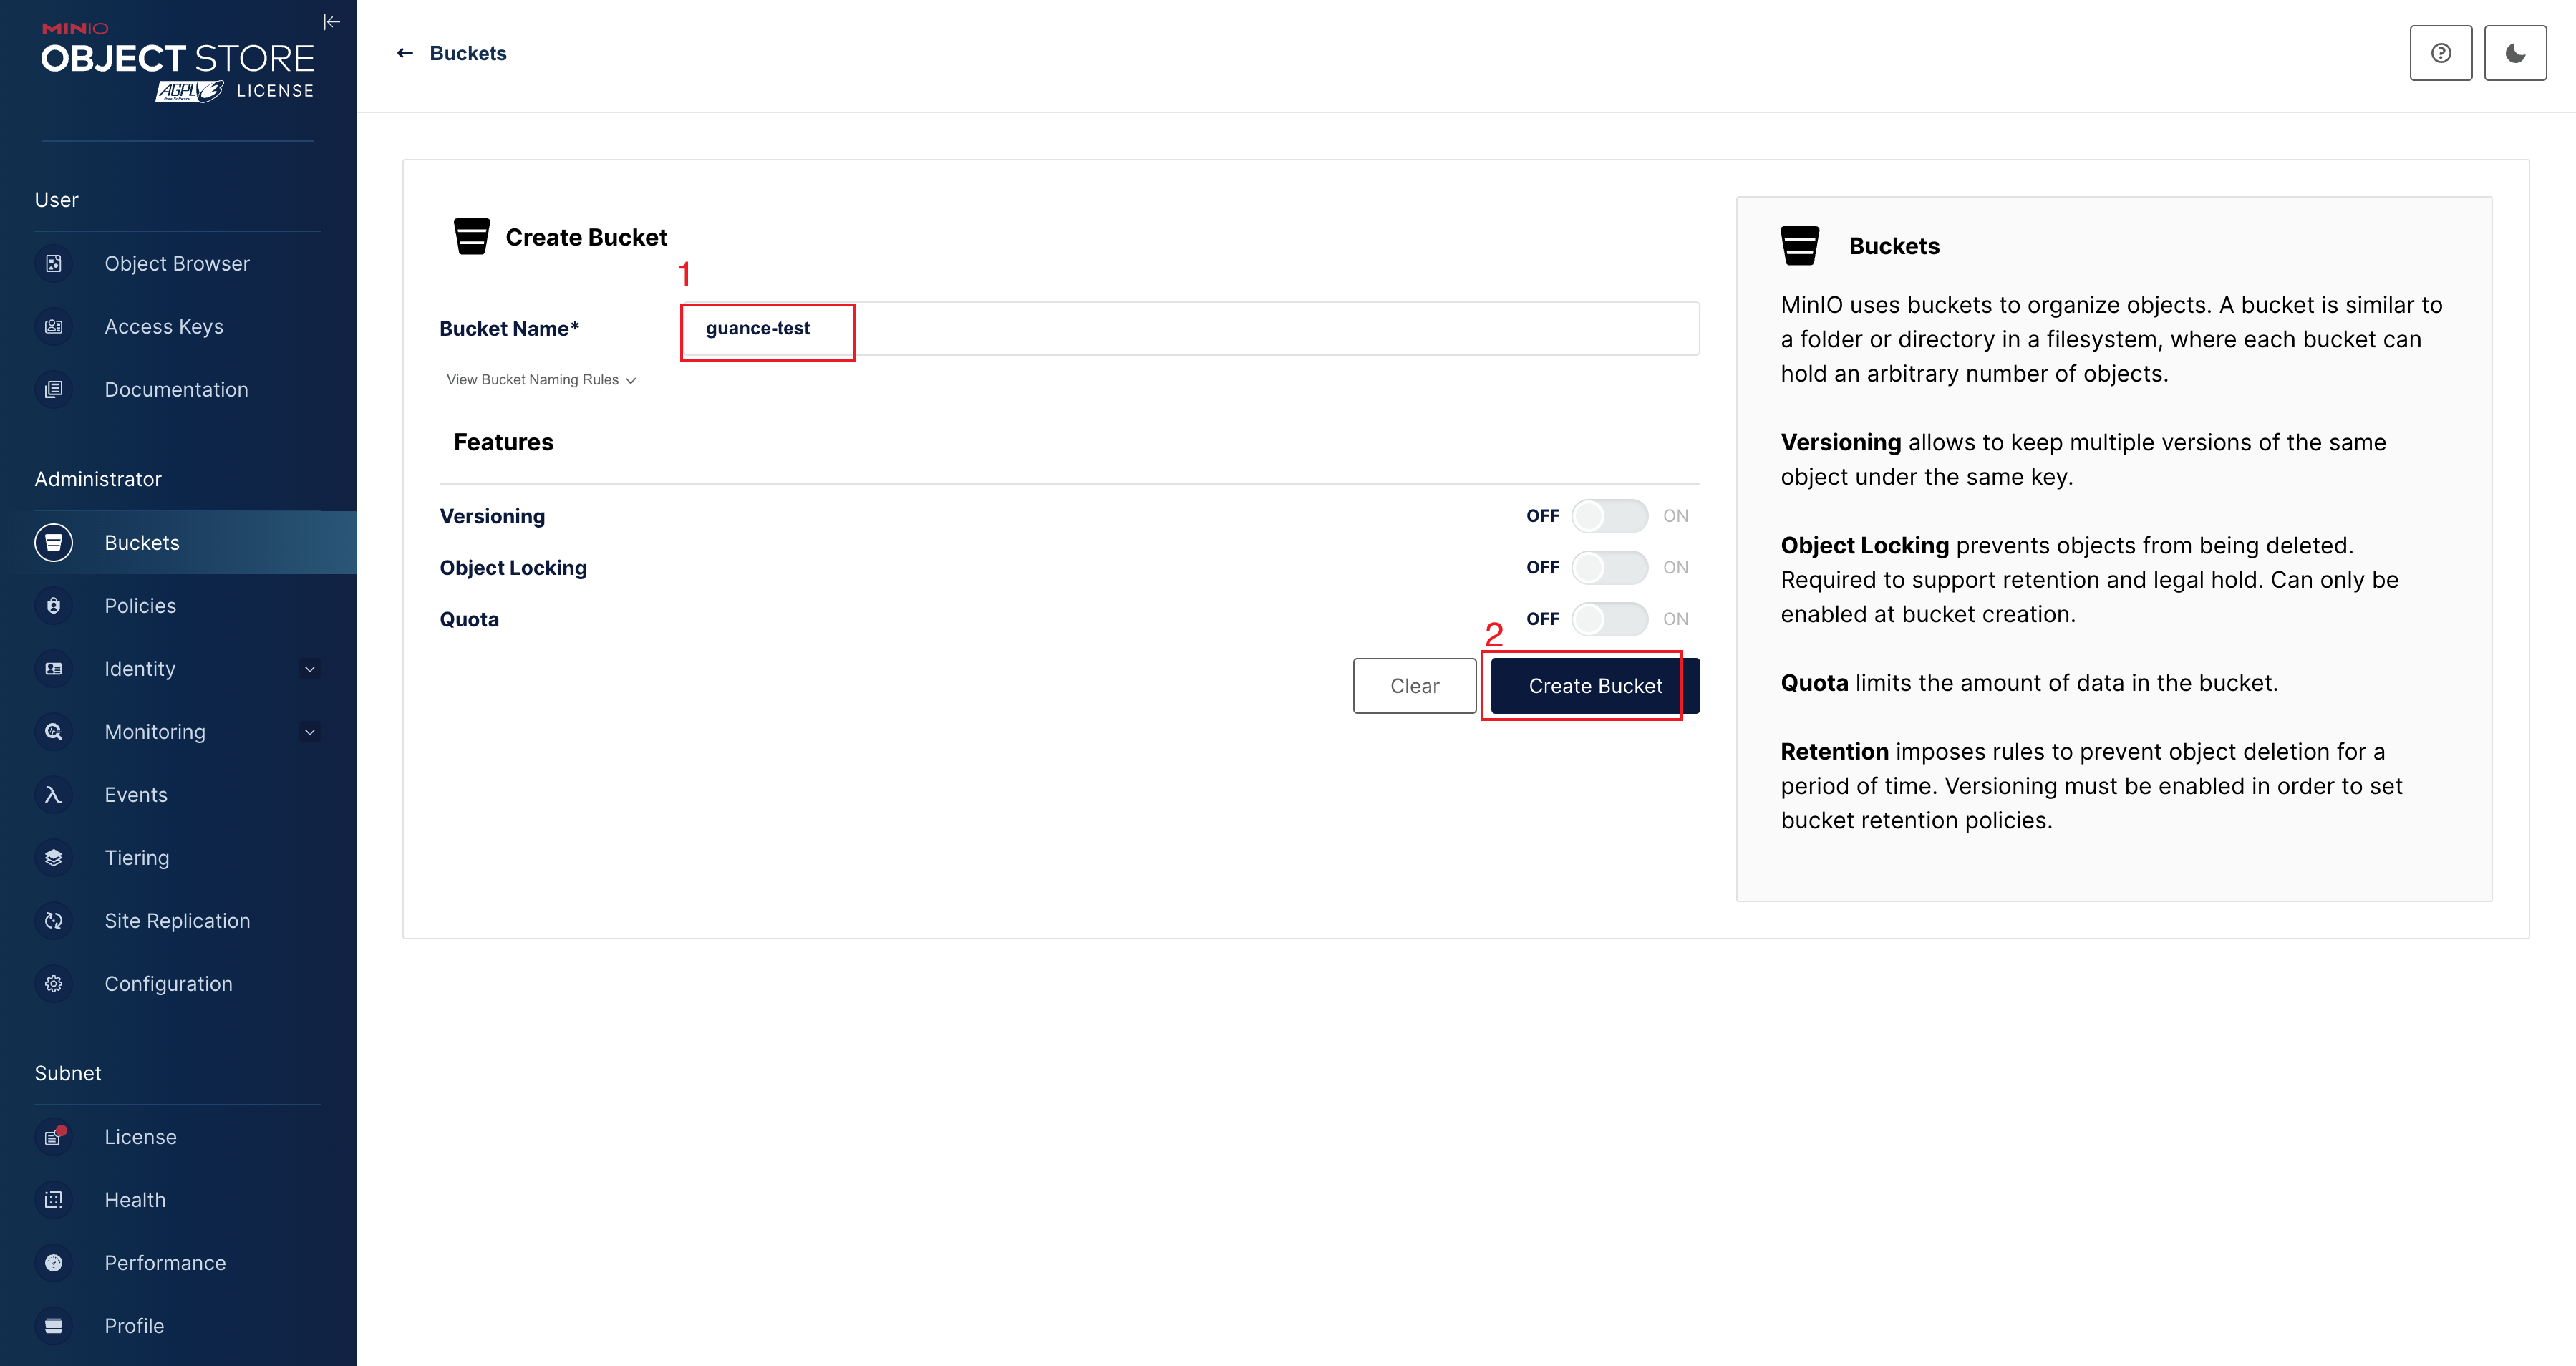 MINIO
OBJECT STORE
AGPL v3 LICENSE
Free Software
User
Object Browser
Access Keys
Documentation
Administrator
Buckets
Policies
Identity
Monitoring
Events
Tiering
Site Replication
Configuration
Subnet
License
Health
Performance
Profile
Buckets
Create Bucket
1
Bucket Name*
guance-test
View Bucket Naming Rules
Features
Versioning
OFF ON
Object Locking
OFF ON
Quota
OFF ON
2
Clear
Create Bucket
Buckets
MinIO uses buckets to organize objects. A bucket is similar to
a folder or directory in a filesystem, where each bucket can
hold an arbitrary number of objects.
Versioning allows to keep multiple versions of the same
object under the same key.
Object Locking prevents objects from being deleted.
Required to support retention and legal hold. Can only be
enabled at bucket creation.
Quota limits the amount of data in the bucket.
Retention imposes rules to prevent object deletion for a
period of time. Versioning must be enabled in order to set
bucket retention policies.